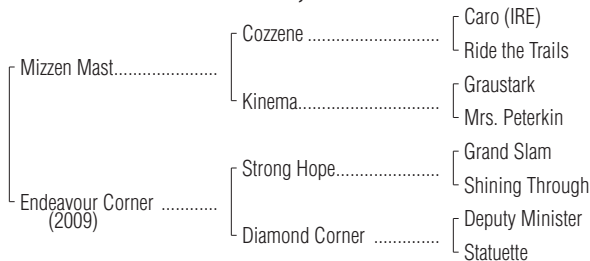 Caro (IRE)
Cozzene ........................
Ride the Trails
Mizzen Mast.....................
Graustark
Kinema..........................
Mrs. Peterkin
Grand Slam
Strong Hope.....................
Shining Through
Endeavour Corner ............
(2009)
Deputy Minister
Diamond Corner ..............
Statuette